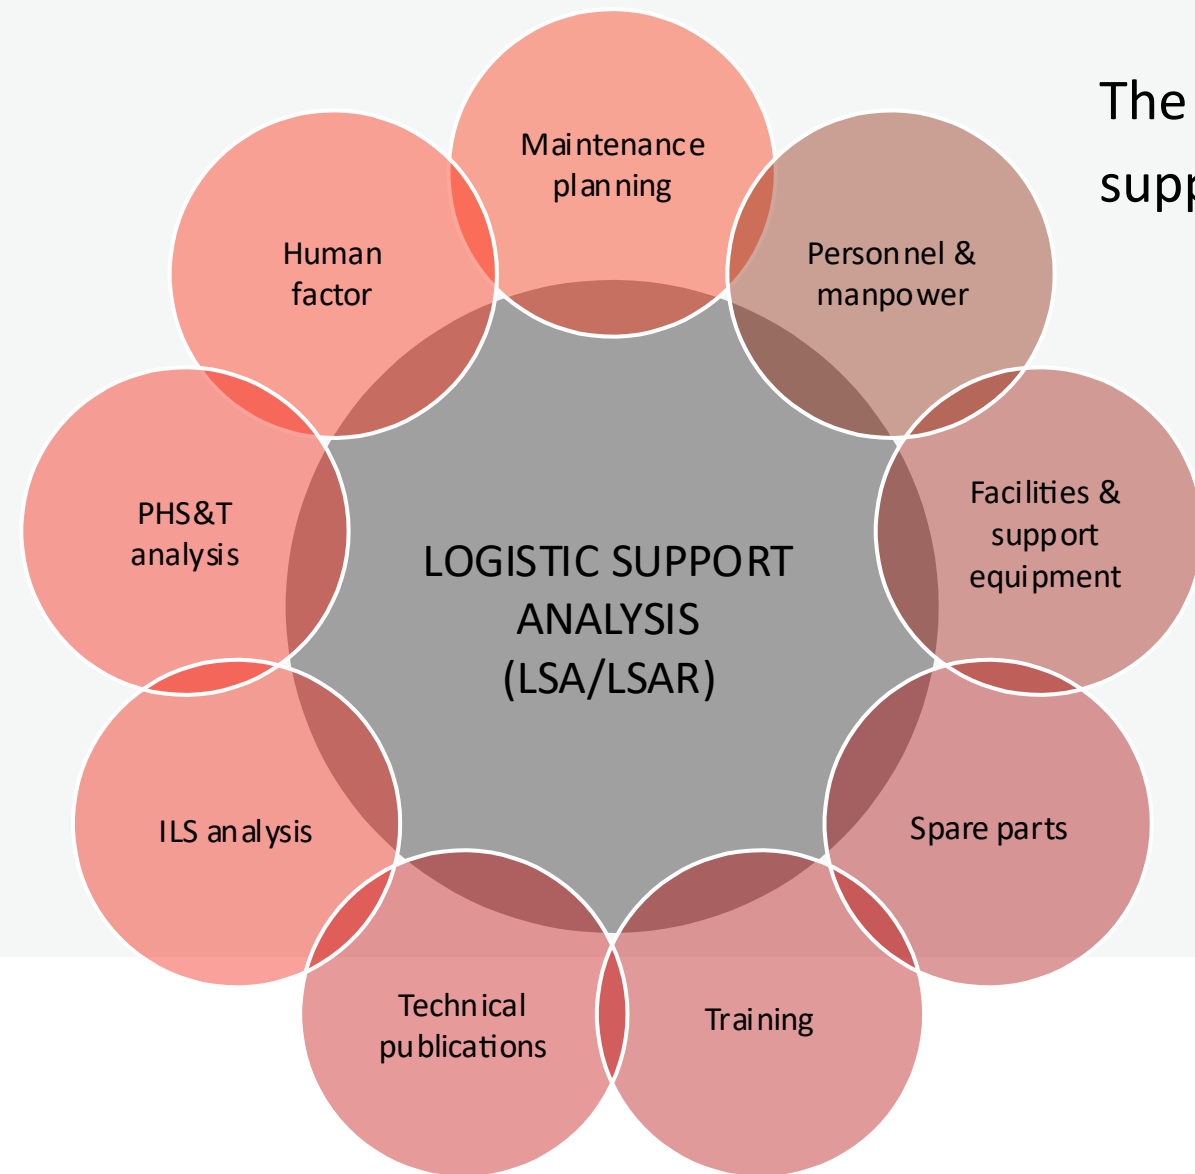 The
Maintenance
planning
Personnel &
manpower
Human
factor
Facilities &
support
equipment
PHS&T
analysis
LOGISTIC SUPPORT
ANALYSIS
(LSA/LSAR)
ILS analysis
Spare parts
Technical
publications
Training